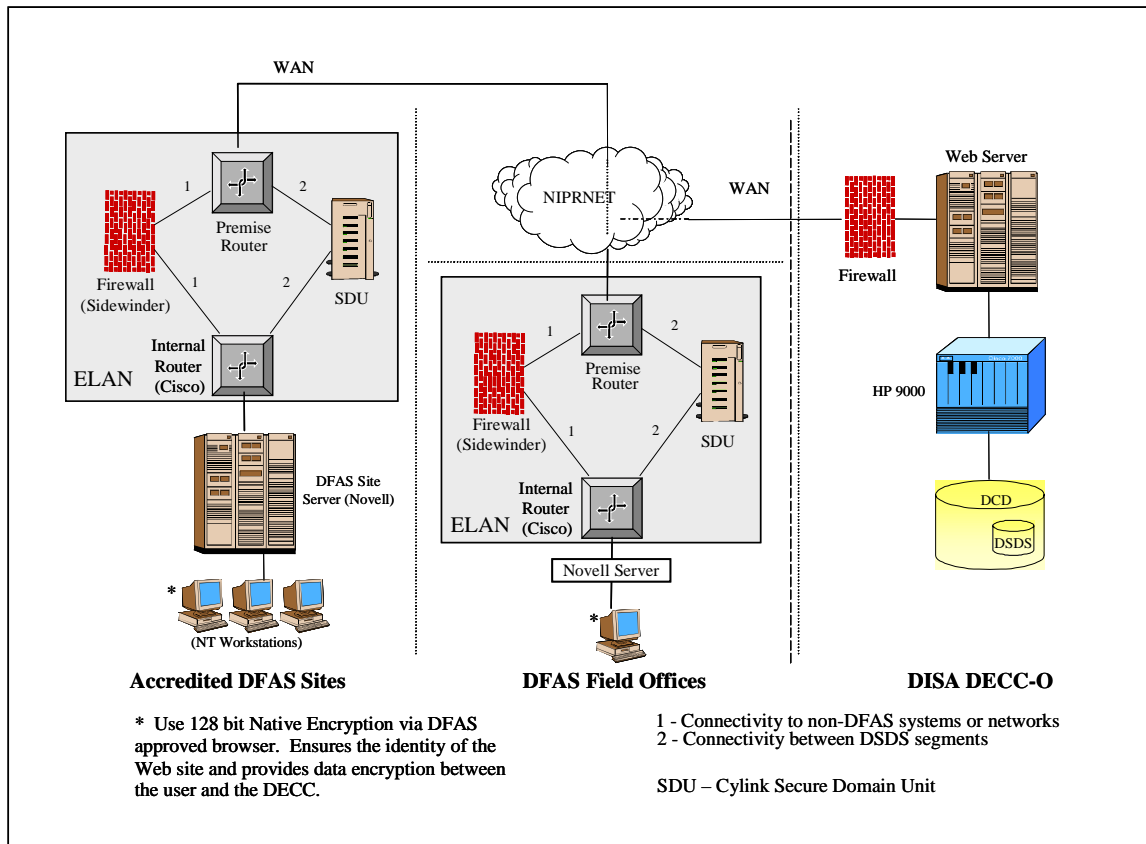 WAN
1
2
Premise
Router
Firewall
(Sidewinder)
SDU
1
2
Internal
Router
(Cisco)
ELAN
DFAS Site
Server (Novell)
*
(NT Workstations)
Accredited DFAS Sites
NIPRNET
WAN
1
2
Premise
Router
Firewall
(Sidewinder)
SDU
1
2
Internal
Router
(Cisco)
ELAN
Novell Server
*
DFAS Field Offices
Web Server
Firewall
HP 9000
DCD
DSDS
DISA DECC-O
* Use 128 bit Native Encryption via DFAS
approved browser. Ensures the identity of the
Web site and provides data encryption between
the user and the DECC.
1 - Connectivity to non-DFAS systems or networks
2 - Connectivity between DSDS segments
SDU – Cylink Secure Domain Unit